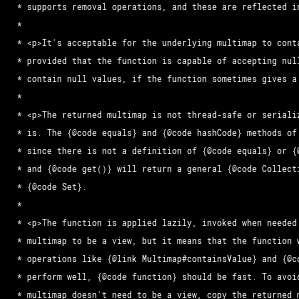 * supports removal operations, and these are reflected in
*
* <p>It's acceptable for the underlying multimap to conta
* provided that the function is capable of accepting null
* contain null values, if the function sometimes gives a
*
* <p>The returned multimap is not thread-safe or serializ
* is. The {@code equals} and {@code hashCode} methods of
* since there is not a definition of {@code equals} or {@
* and {@code get()} will return a general {@code Collecti
* {@code Set}.
*
* <p>The function is applied lazily, invoked when needed
* multimap to be a view, but it means that the function w
* operations like {@link Multimap#containsValue} and {@co
* perform well, {@code function} should be fast. To avoid
* multimap doesn't need to be a view, copy the returned m